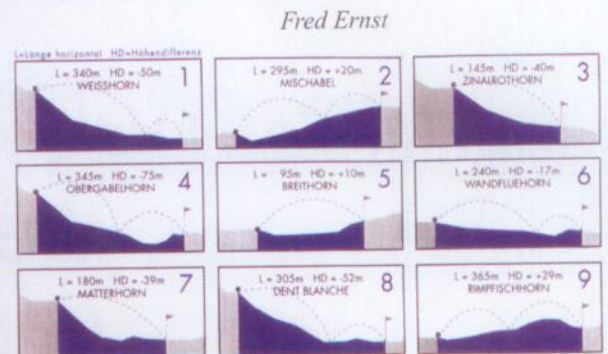 Fred Ernst
L=Länge horizontal HD=Höhendifferenz
L = 340m HD = -50m 1
WEISSHORN
L = 295m HD = +20m 2
MISCHABEL
L = 145m HD = -40m 3
ZINALROTHORN
L = 345m HD = -75m 4
OBERGABELHORN
L = 95m HD = +10m 5
BREITHORN
L = 240m HD = -17m 6
WANDFLUEHORN
L = 180m HD = -39m 7
MATTERHORN
L = 305m HD = -52m 8
DENT BLANCHE
L = 365m HD = +29m 9
RIMPFISCHHORN